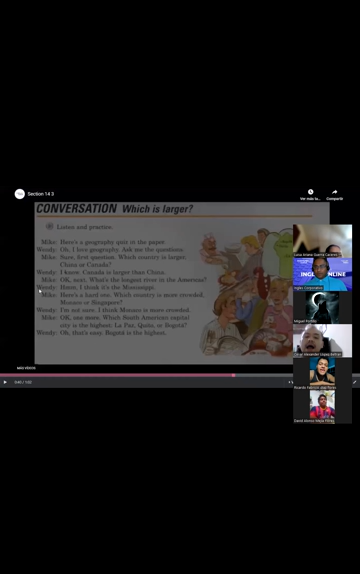 Section 14 3
Ver más ta...
Compartir
CONVERSATION Which is larger?
Listen and practice.
Mike: Here's a geography quiz in the paper.
Wendy: Oh, I love geography. Ask me the questions.
Mike: Sure, first question. Which country is larger,
China or Canada?
Wendy: I know. Canada is larger than China.
Mike: OK, next. What's the longest river in the Americas?
Wendy: Hmm, I think it's the Mississippi.
Mike: Here's a hard one. Which country is more crowded,
Monaco or Singapore?
Wendy: I'm not sure. I think Monaco is more crowded.
Mike: OK, one more. Which South American capital
city is the highest: La Paz, Quito, or Bogotá?
Wendy: Oh, that's easy. Bogotá is the highest.
MÁS VÍDEOS
INGL
ONLINE